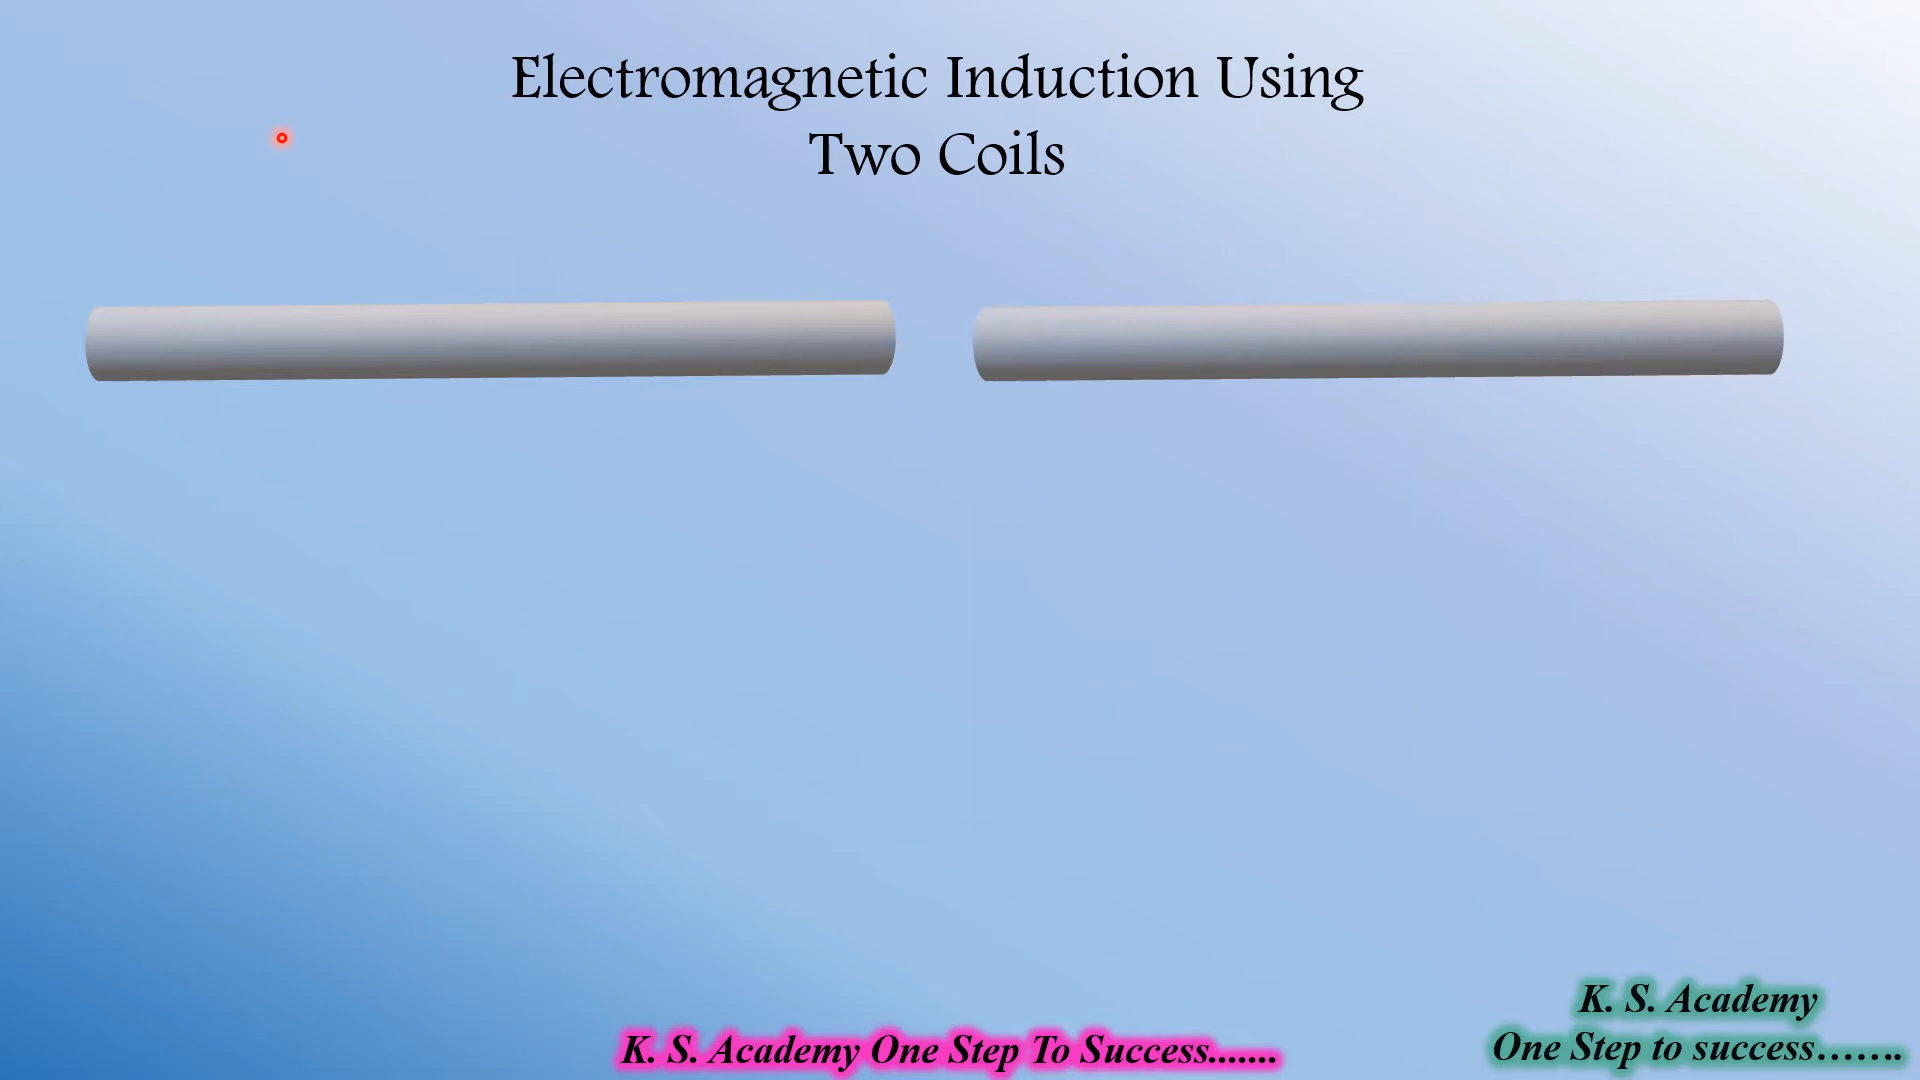 Electromagnetic Induction Using
Two Coils
K. S. Academy
One Step to success…….
K. S. Academy One Step To Success.......